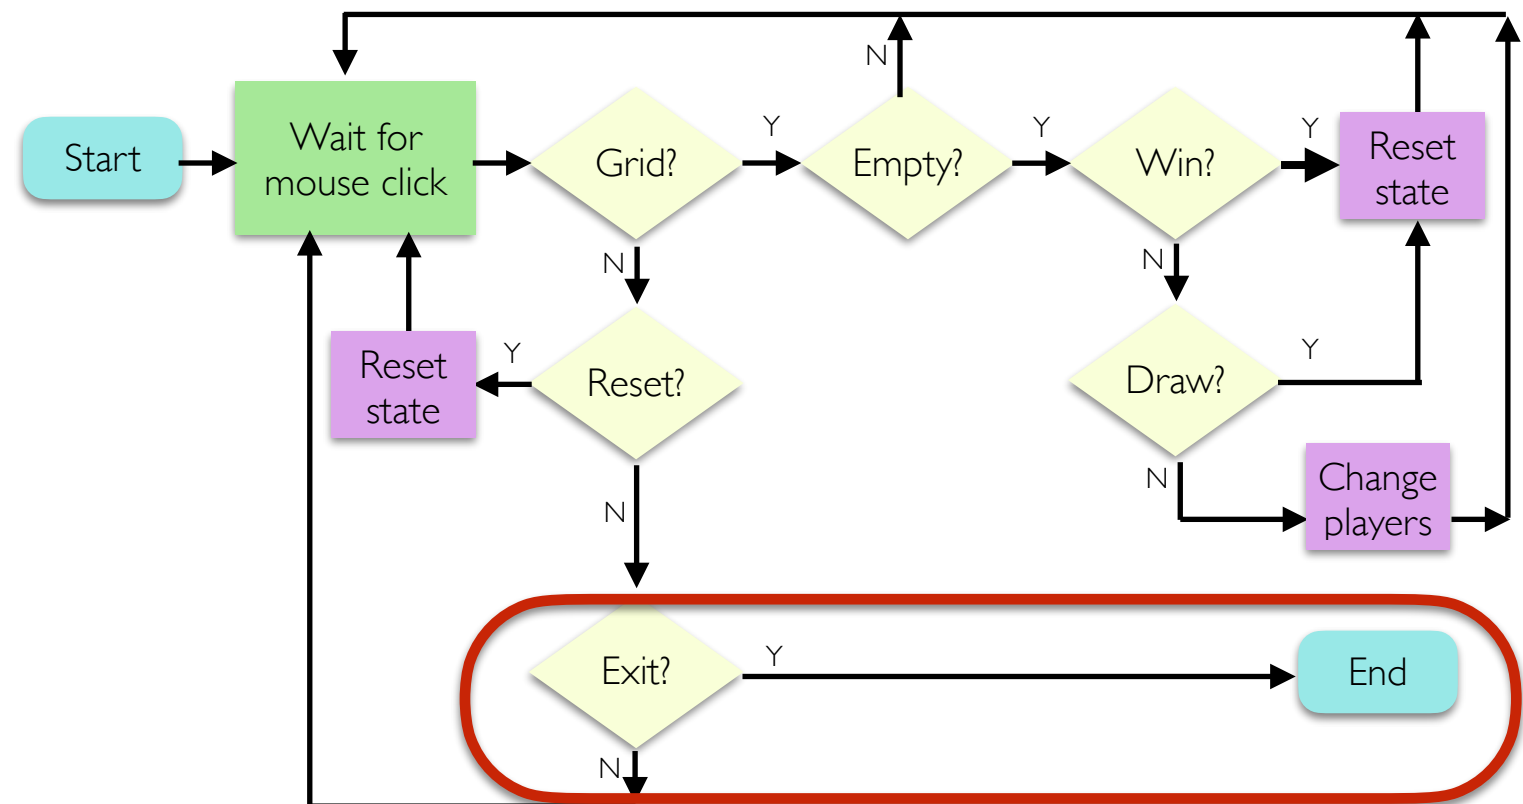 N
Start
Wait for
mouse click
Grid?
Y
Empty?
Y
Win?
Y
Reset
state
N
N
Reset
state
Y
Reset?
Draw?
Y
N
N
Change
players
Exit?
Y
End
N